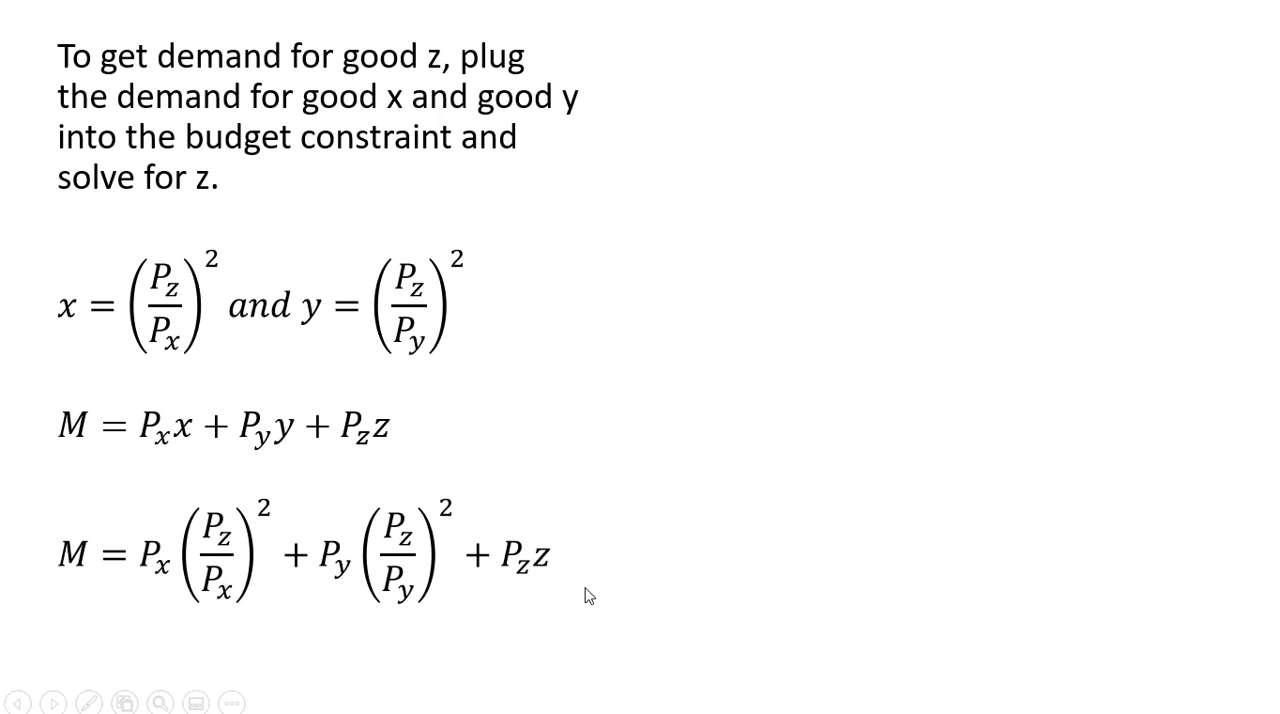 To get demand for good z, plug
the demand for good x and good y
into the budget constraint and
solve for z.
x = (P_z/P_x)^2 and y = (P_z/P_y)^2
M = P_x x + P_y y + P_z z
M = P_x (P_z/P_x)^2 + P_y (P_z/P_y)^2 + P_z z